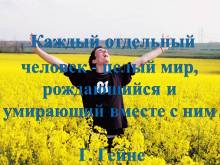 Каждый отдельный
человек - целый мир,
рождающийся и
умирающий вместе с ним
Г. Гейне